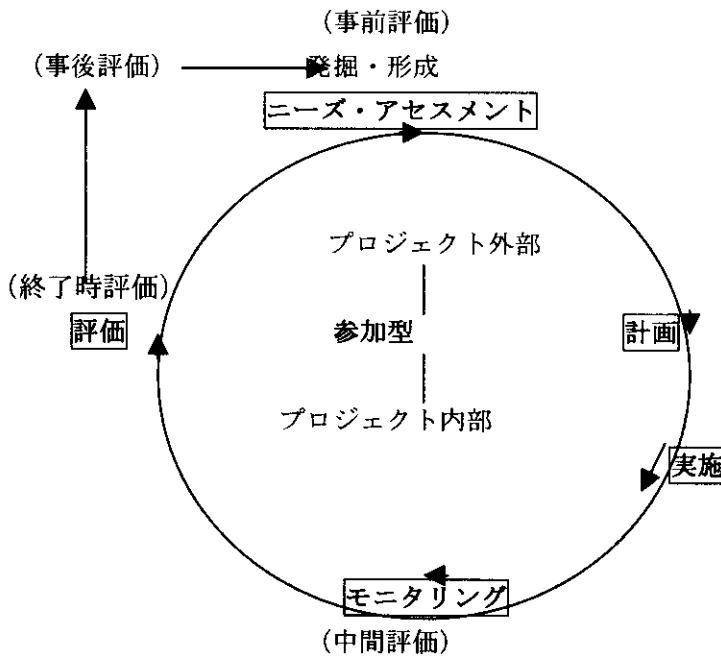 (事前評価)
(事後評価)
発掘・形成
ニーズ・アセスメント
プロジェクト外部
(終了時評価)
評価
参加型
計画
プロジェクト内部
実施
モニタリング
(中間評価)